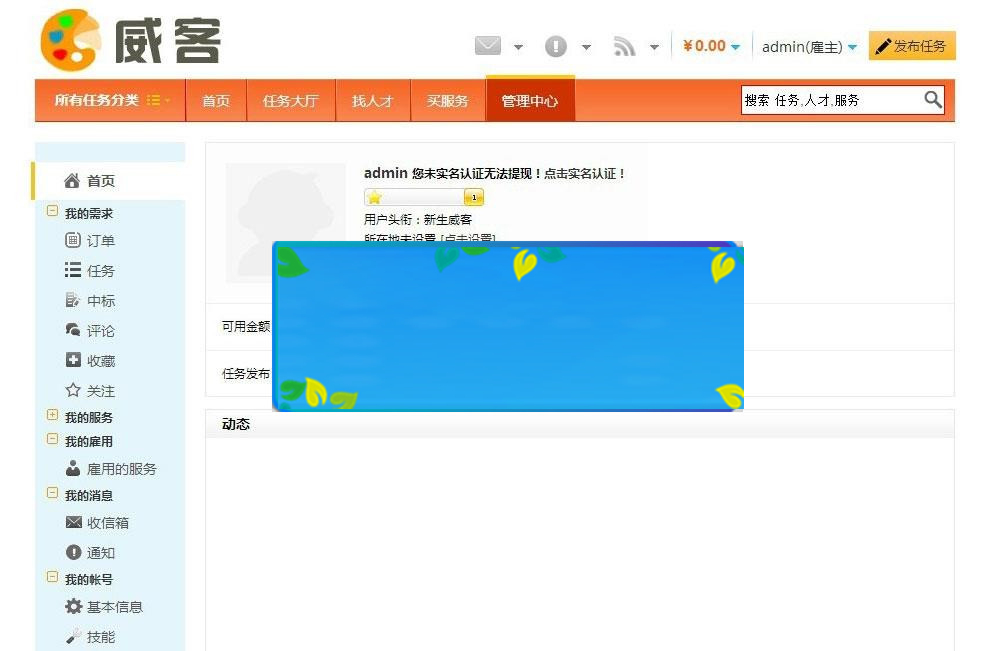 威客
¥0.00
admin(雇主)
发布任务
所有任务分类
首页
任务大厅
找人才
买服务
管理中心
搜索 任务,人才,服务
首页
我的需求
订单
任务
中标
评论
收藏
关注
我的服务
我的雇用
雇用的服务
我的消息
收信箱
通知
我的帐号
基本信息
技能
admin 您未实名认证无法提现！点击实名认证！
1
用户头衔：新生威客
所在地未设置 [点击设置]
可用金额
任务发布
动态